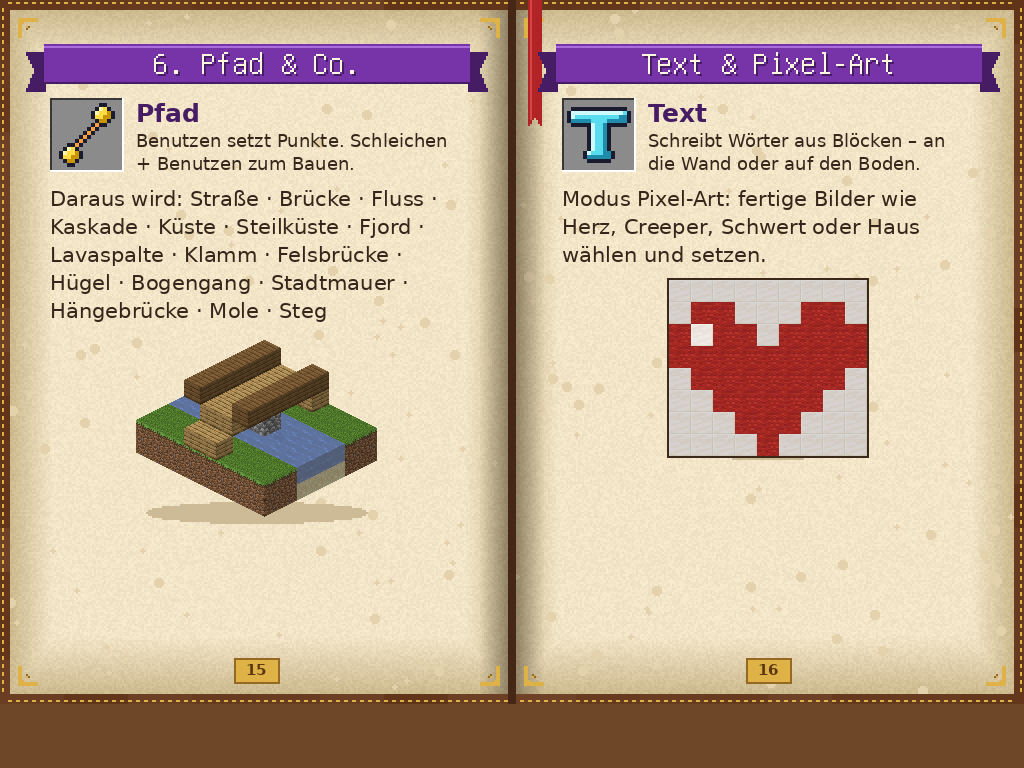 6. Pfad & Co.
Pfad
Benutzen setzt Punkte. Schleichen
+ Benutzen zum Bauen.
Daraus wird: Straße · Brücke · Fluss ·
Kaskade · Küste · Steilküste · Fjord ·
Lavaspalte · Klamm · Felsbrücke ·
Hügel · Bogengang · Stadtmauer ·
Hängebrücke · Mole · Steg
15
Text & Pixel-Art
Text
Schreibt Wörter aus Blöcken – an
die Wand oder auf den Boden.
Modus Pixel-Art: fertige Bilder wie
Herz, Creeper, Schwert oder Haus
wählen und setzen.
16